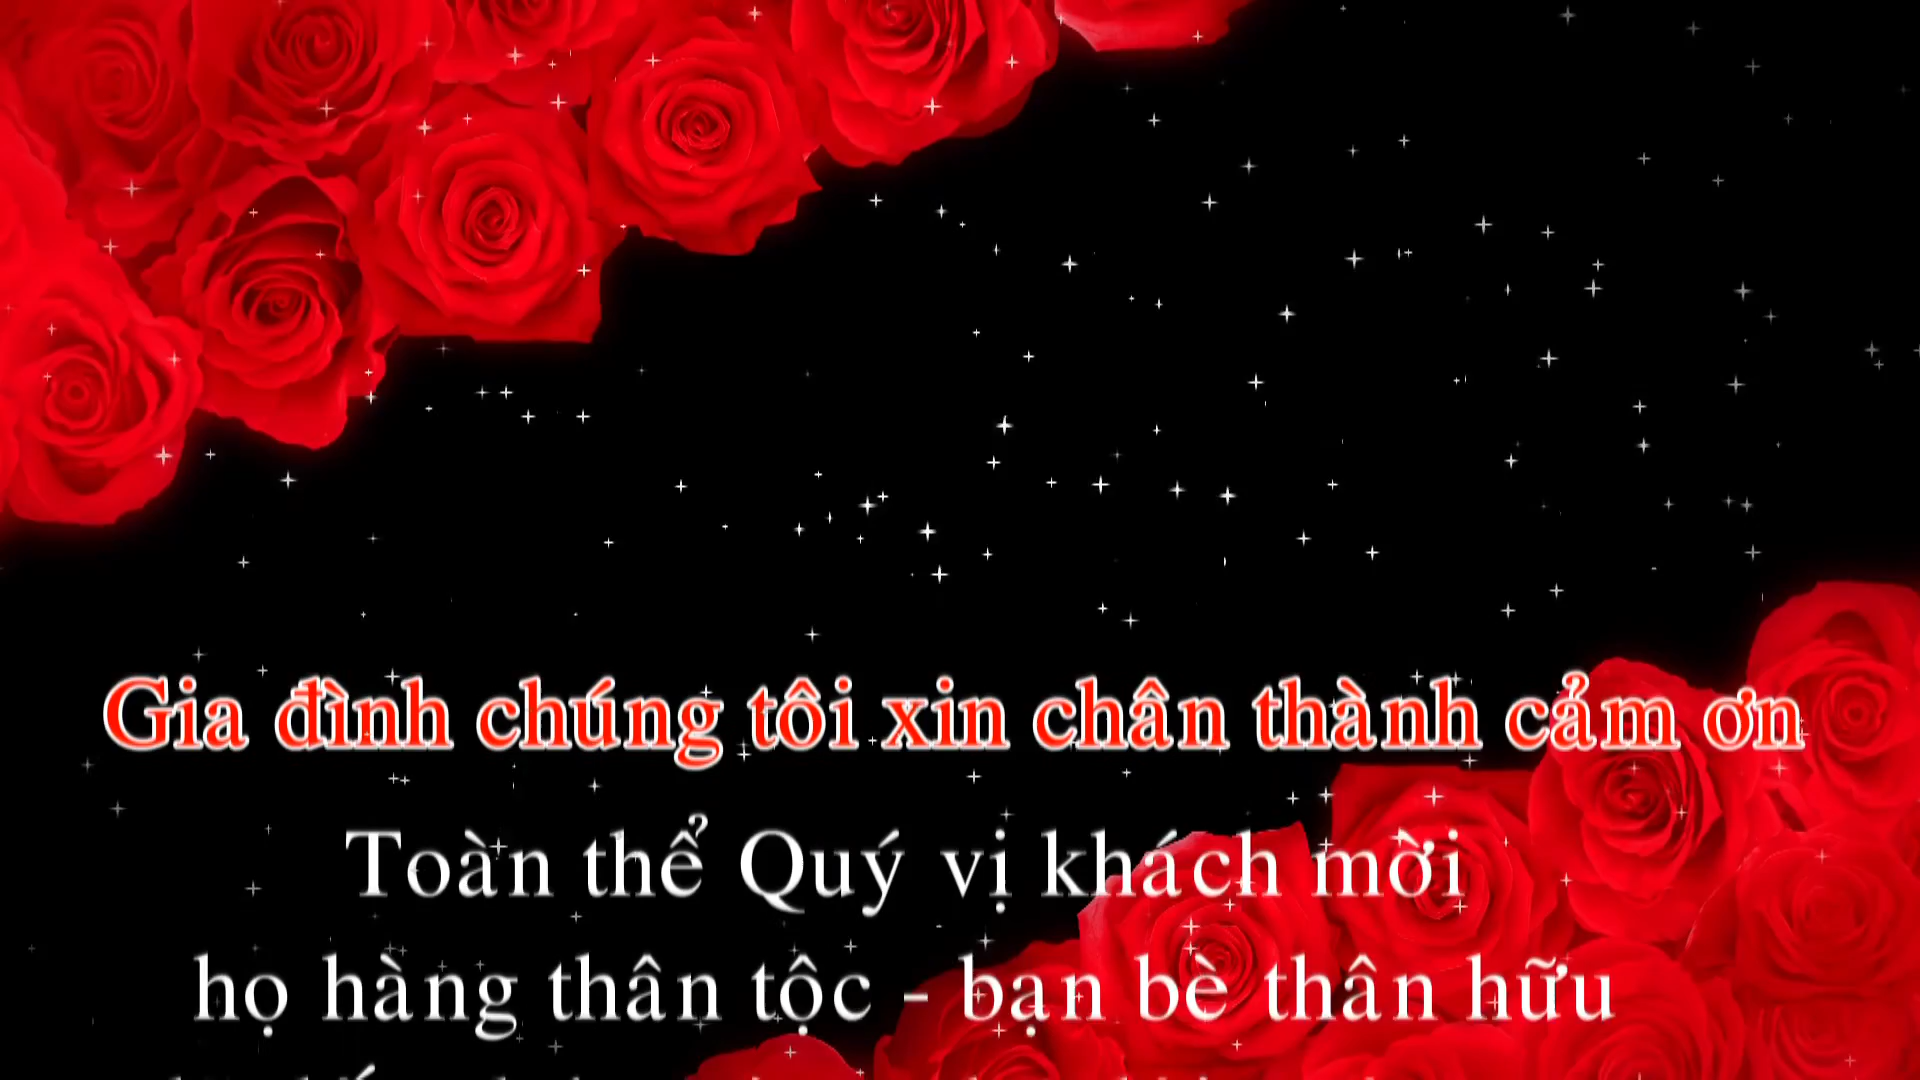 Gia đình chúng tôi xin chân thành cảm ơn
Toàn thể Quý vị khách mời
họ hàng thân tộc - bạn bè thân hữu